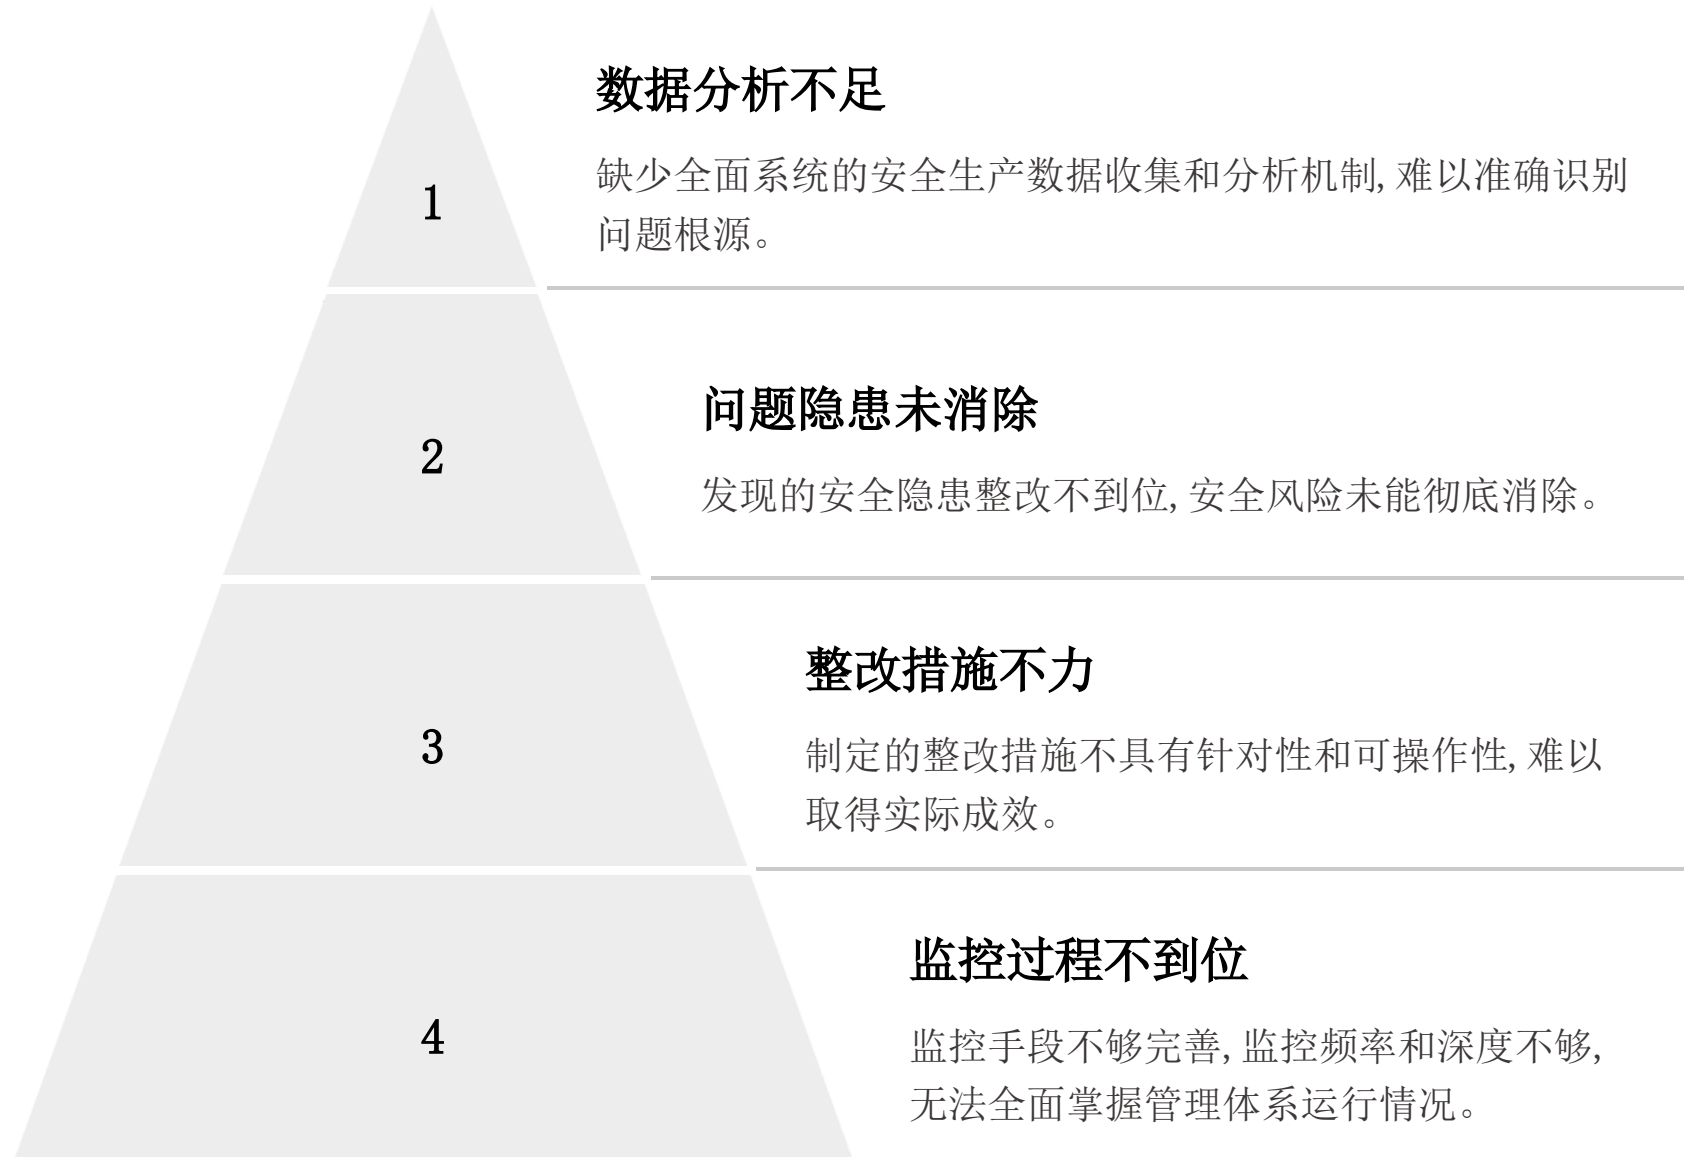 1
数据分析不足
缺少全面系统的安全生产数据收集和分析机制,难以准确识别
问题根源。
2
问题隐患未消除
发现的安全隐患整改不到位,安全风险未能彻底消除。
3
整改措施不力
制定的整改措施不具有针对性和可操作性,难以
取得实际成效。
4
监控过程不到位
监控手段不够完善,监控频率和深度不够,
无法全面掌握管理体系运行情况。